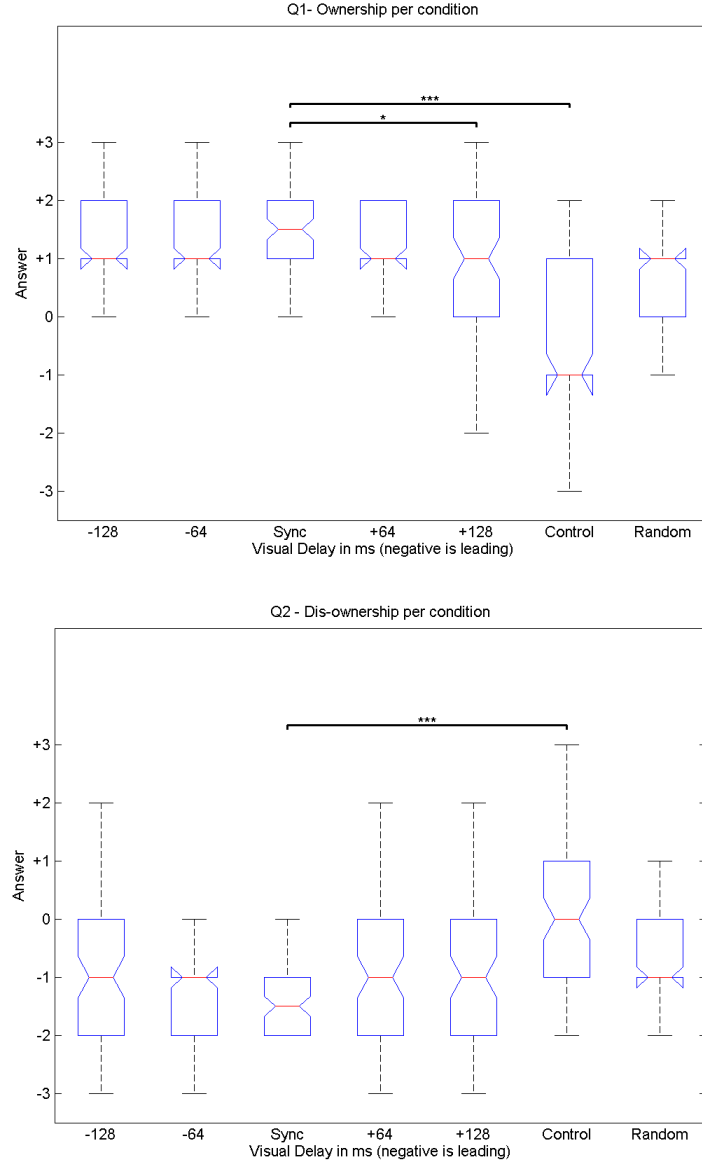 Q1- Ownership per condition
***
*
+3
+2
+1
0
-1
-2
-3
Answer
-128 -64 Sync +64 +128 Control Random
Visual Delay in ms (negative is leading)
Q2 - Dis-ownership per condition
***
+3
+2
+1
0
-1
-2
-3
Answer
-128 -64 Sync +64 +128 Control Random
Visual Delay in ms (negative is leading)